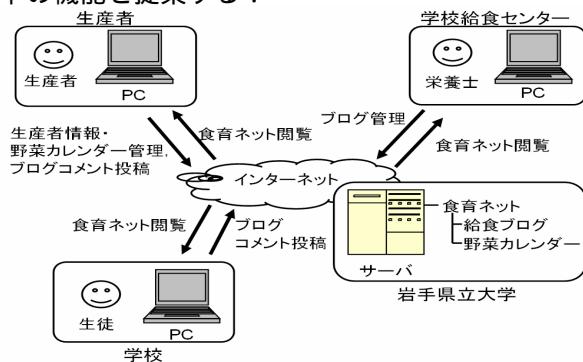 下の機能を提案する．
生産者
学校給食センター
生産者
PC
栄養士
PC
生産者情報・
野菜カレンダー管理,
ブログコメント投稿
食育ネット閲覧
ブログ管理
食育ネット閲覧
インターネット
食育ネット閲覧
ブログ
コメント投稿
食育ネット
給食ブログ
野菜カレンダー
サーバ
岩手県立大学
生徒
PC
学校